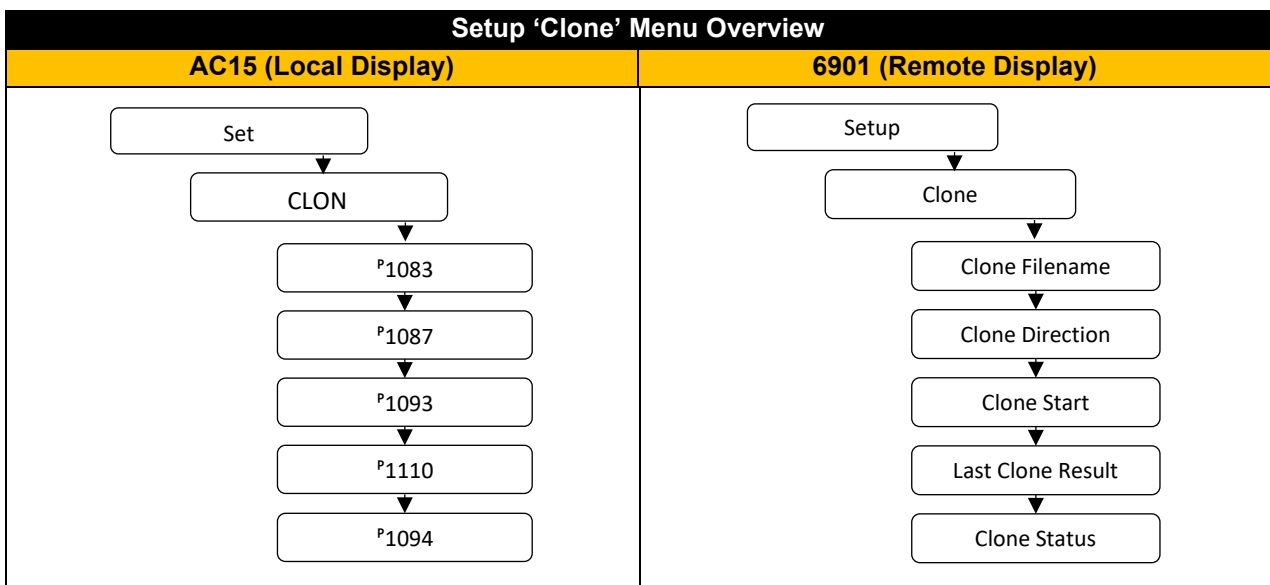 Setup ‘Clone’ Menu Overview
AC15 (Local Display)
6901 (Remote Display)
Set
CLON
ᴾ1083
ᴾ1087
ᴾ1093
ᴾ1110
ᴾ1094
Setup
Clone
Clone Filename
Clone Direction
Clone Start
Last Clone Result
Clone Status